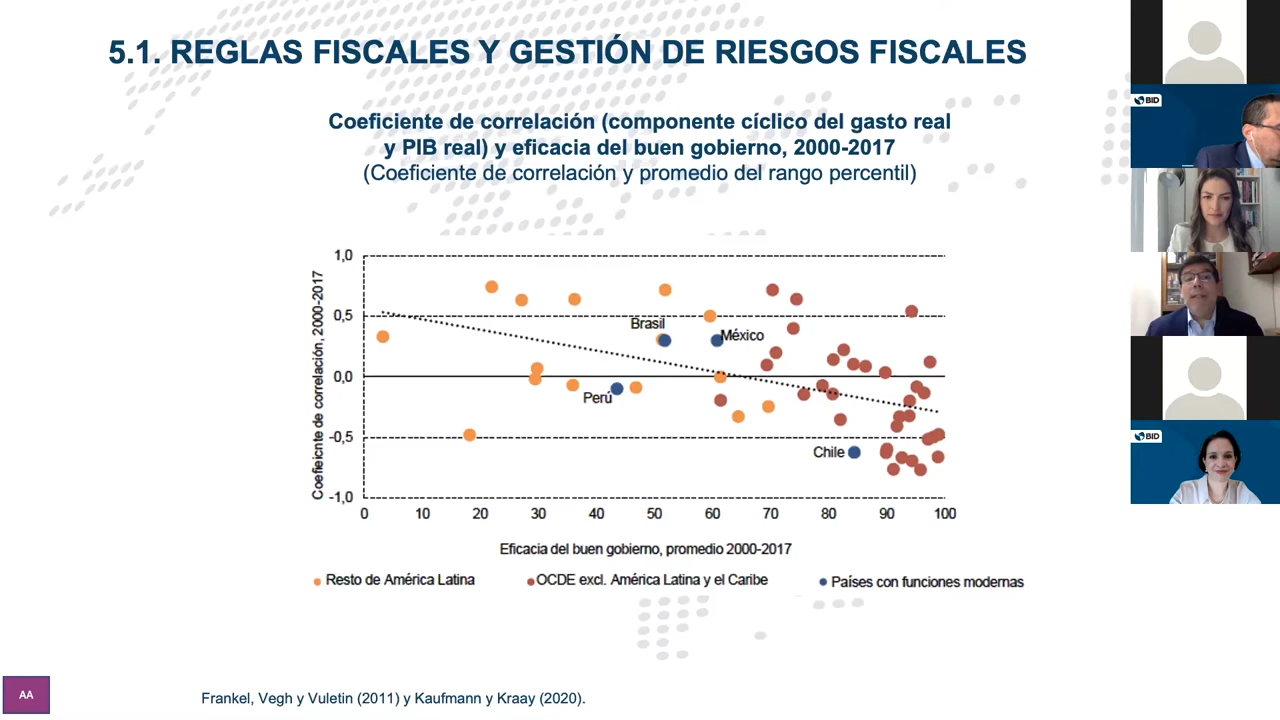 5.1. REGLAS FISCALES Y GESTIÓN DE RIESGOS FISCALES
Coeficiente de correlación (componente cíclico del gasto real
y PIB real) y eficacia del buen gobierno, 2000-2017
(Coeficiente de correlación y promedio del rango percentil)
Coefieicnte de correlación, 2000-2017
1,0
0,5
0,0
-0,5
-1,0
Brasil
México
Perú
Chile
0 10 20 30 40 50 60 70 80 90 100
Eficacia del buen gobierno, promedio 2000-2017
Resto de América Latina
OCDE excl. América Latina y el Caribe
Países con funciones modernas
AA
Frankel, Vegh y Vuletin (2011) y Kaufmann y Kraay (2020).
BID
BID